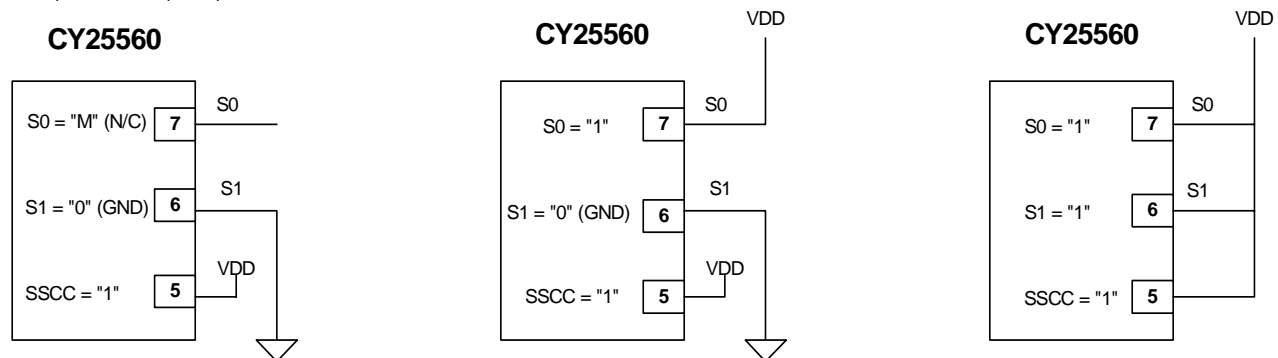 CY25560
S0 = "M" (N/C) 7 S0
S1 = "0" (GND) 6 S1
SSCC = "1" 5 VDD
CY25560
VDD
S0 = "1" 7 S0
S1 = "0" (GND) 6 S1
SSCC = "1" 5 VDD
CY25560
VDD
S0 = "1" 7 S0
S1 = "1" 6 S1
SSCC = "1" 5